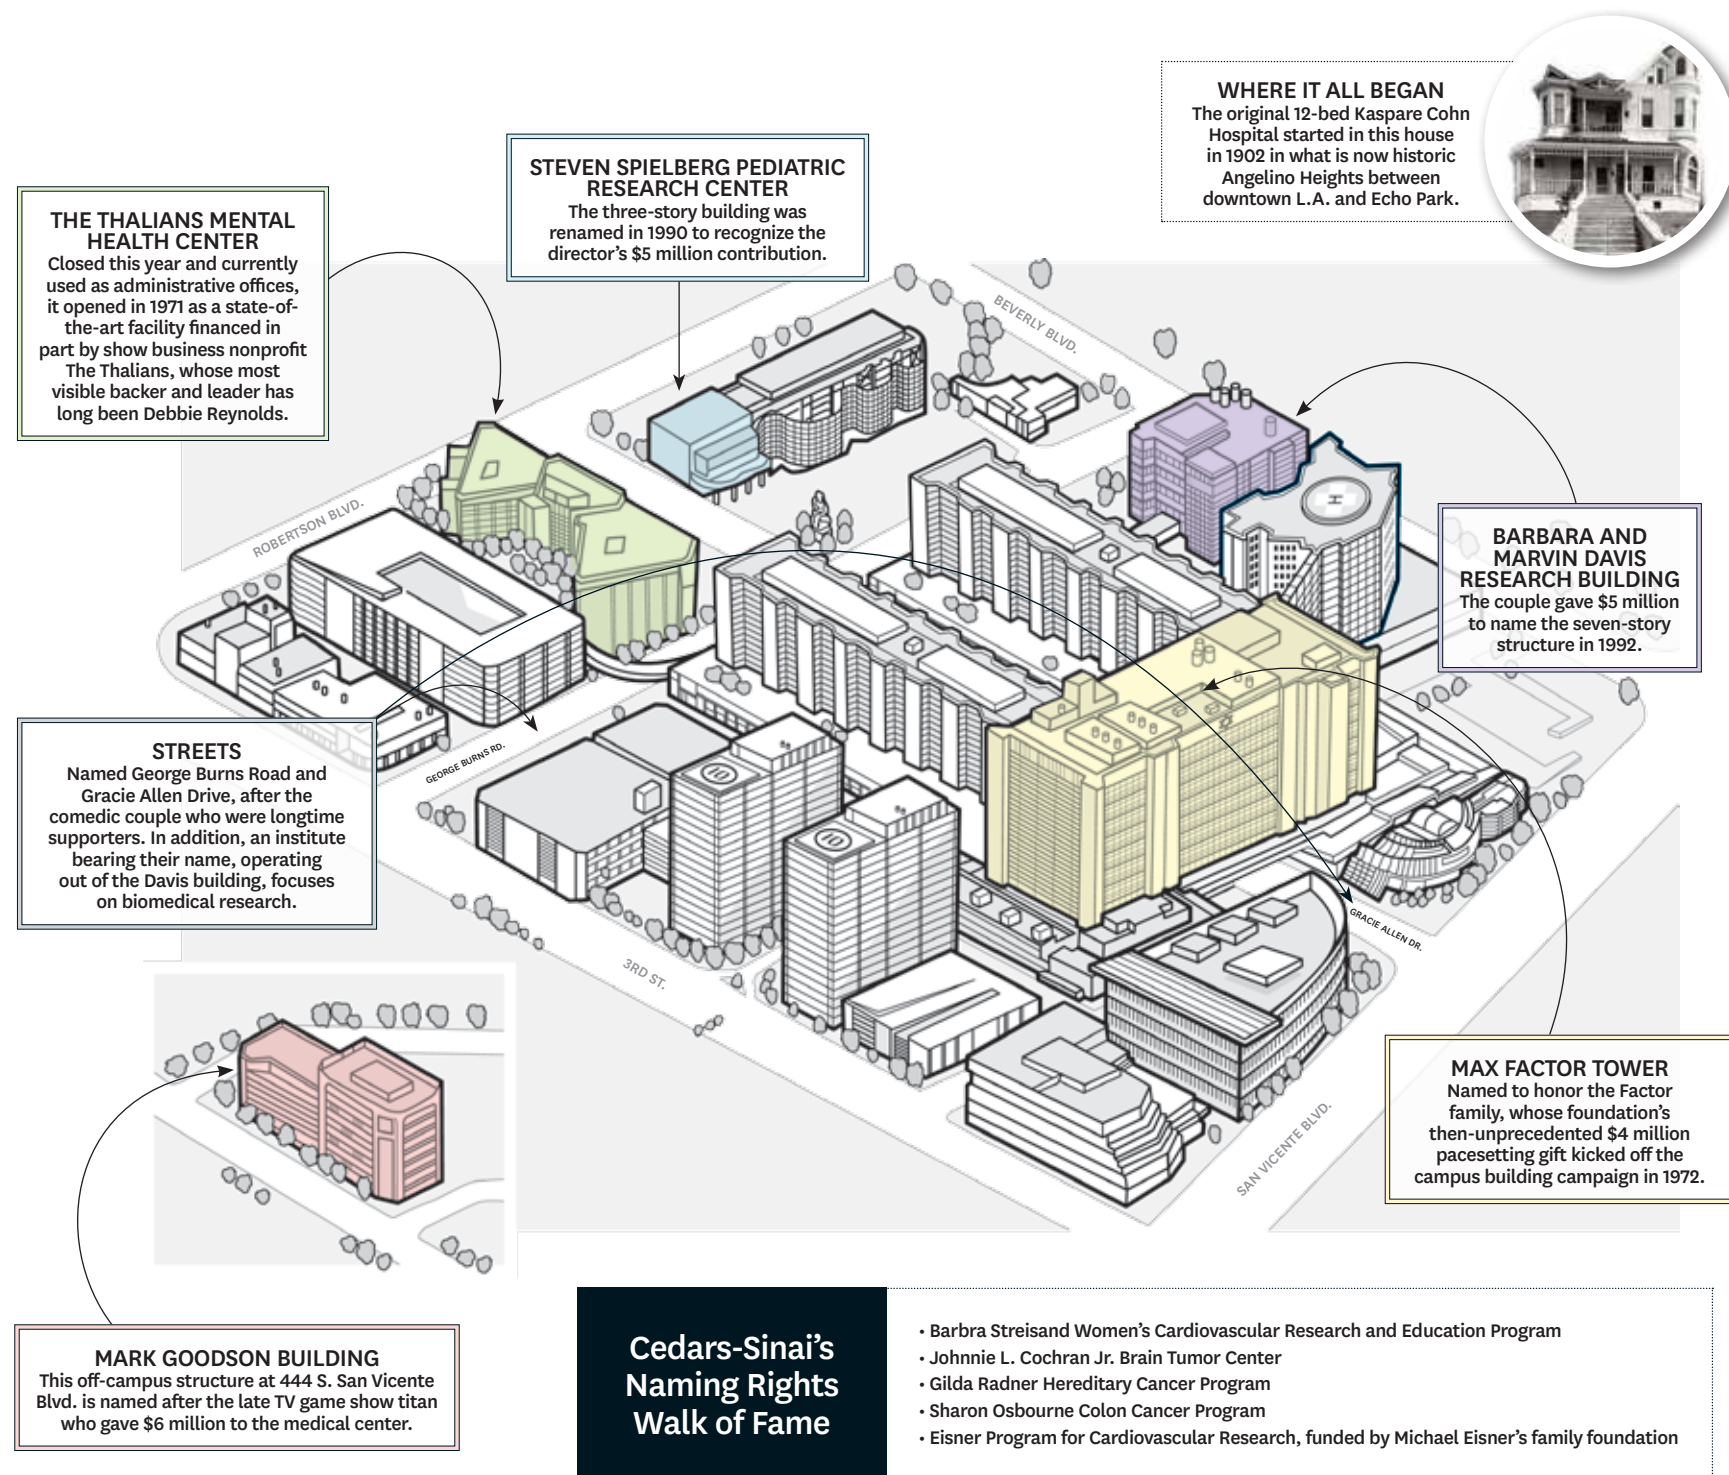 WHERE IT ALL BEGAN
The original 12-bed Kaspare Cohn
Hospital started in this house
in 1902 in what is now historic
Angelino Heights between
downtown L.A. and Echo Park.
STEVEN SPIELBERG PEDIATRIC
RESEARCH CENTER
The three-story building was
renamed in 1990 to recognize the
director's $5 million contribution.
THE THALIANS MENTAL
HEALTH CENTER
Closed this year and currently
used as administrative offices,
it opened in 1971 as a state-of-
the-art facility financed in
part by show business nonprofit
The Thalians, whose most
visible backer and leader has
long been Debbie Reynolds.
BEVERLY BLVD.
ROBERTSON BLVD.
H
BARBARA AND
MARVIN DAVIS
RESEARCH BUILDING
The couple gave $5 million
to name the seven-story
structure in 1992.
STREETS
Named George Burns Road and
Gracie Allen Drive, after the
comedic couple who were longtime
supporters. In addition, an institute
bearing their name, operating
out of the Davis building, focuses
on biomedical research.
GEORGE BURNS RD.
10
10
GRACIE ALLEN DR.
3RD ST.
SAN VICENTE BLVD.
MAX FACTOR TOWER
Named to honor the Factor
family, whose foundation's
then-unprecedented $4 million
pacesetting gift kicked off the
campus building campaign in 1972.
MARK GOODSON BUILDING
This off-campus structure at 444 S. San Vicente
Blvd. is named after the late TV game show titan
who gave $6 million to the medical center.
Cedars-Sinai's
Naming Rights
Walk of Fame
• Barbra Streisand Women's Cardiovascular Research and Education Program
• Johnnie L. Cochran Jr. Brain Tumor Center
• Gilda Radner Hereditary Cancer Program
• Sharon Osbourne Colon Cancer Program
• Eisner Program for Cardiovascular Research, funded by Michael Eisner's family foundation